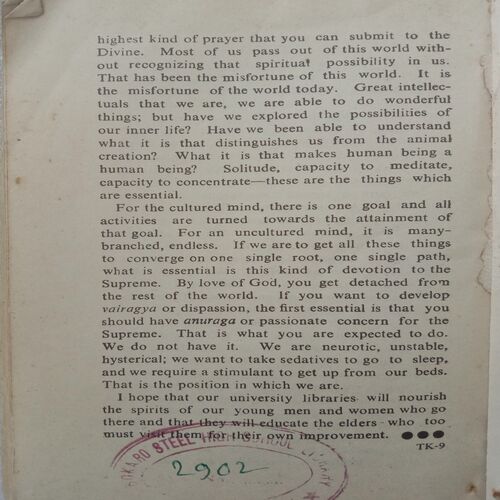 highest kind of prayer that you can submit to the
Divine. Most of us pass out of this world with-
out recognizing that spiritual possibility in us.
That has been the misfortune of this world. It is
the misfortune of the world today. Great intellec-
tuals that we are, we are able to do wonderful
things; but have we explored the possibilities of
our inner life? Have we been able to understand
what it is that distinguishes us from the animal
creation? What it is that makes human being a
human being? Solitude, capacity to meditate,
capacity to concentrate—these are the things which
are essential.
For the cultured mind, there is one goal and all
activities are turned towards the attainment of
that goal. For an uncultured mind, it is many-
branched, endless. If we are to get all these things
to converge on one single root, one single path,
what is essential is this kind of devotion to the
Supreme. By love of God, you get detached from
the rest of the world. If you want to develop
vairagya or dispassion, the first essential is that you
should have anuraga or passionate concern for the
Supreme. That is what you are expected to do.
We do not have it. We are neurotic, unstable,
hysterical; we want to take sedatives to go to sleep,
and we require a stimulant to get up from our beds.
That is the position in which we are.
I hope that our university libraries will nourish
the spirits of our young men and women who go
there and that they will educate the elders who too
must visit them for their own improvement. ●●●
TK-9
BOKARO STEEL HIGH SCHOOL LIBRARY
2902